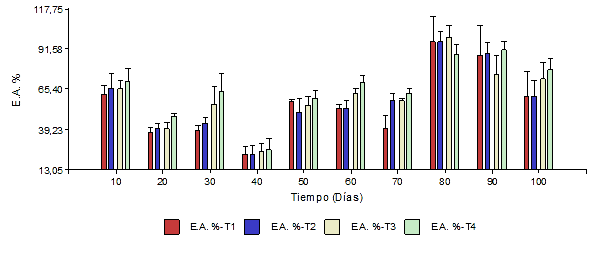 117,75
91,58
65,40
39,23
13,05
E.A. %
10 20 30 40 50 60 70 80 90 100
Tiempo (Días)
E.A. %-T1 E.A. %-T2 E.A. %-T3 E.A. %-T4